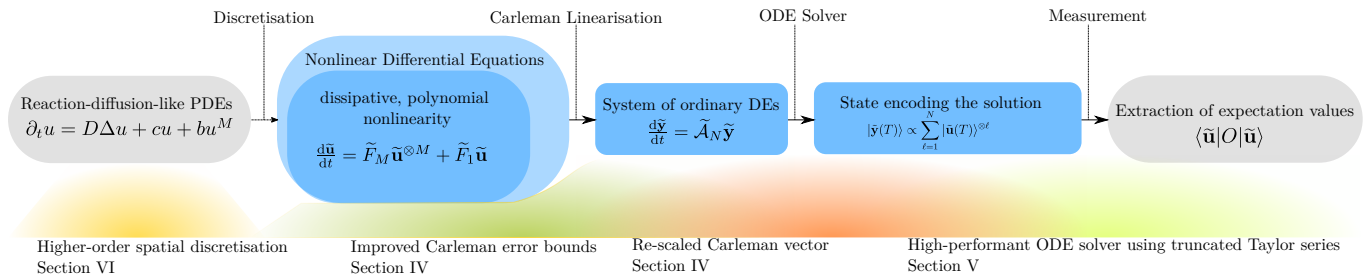 Discretisation
Carleman Linearisation
ODE Solver
Measurement
Reaction-diffusion-like PDEs
∂ₜu = DΔu + cu + buᴹ
Nonlinear Differential Equations
dissipative, polynomial
nonlinearity
dũ/dt = F̃_M ũ^{⊗M} + F̃₁ũ
System of ordinary DEs
dỹ/dt = Ã_N ỹ
State encoding the solution
|ỹ(T)⟩ ∝ ∑_{ℓ=1}^{N} |ũ(T)⟩^{⊗ℓ}
Extraction of expectation values
⟨ũ|O|ũ⟩
Higher-order spatial discretisation
Section VI
Improved Carleman error bounds
Section IV
Re-scaled Carleman vector
Section IV
High-performant ODE solver using truncated Taylor series
Section V